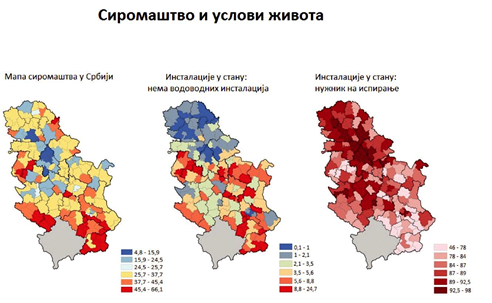 Сиромаштво и услови живота
Мапа сиромаштва у Србији
Инсталације у стану:
нема водоводних инсталација
Инсталације у стану:
нужник на испирање
4,8 - 15,9
15,9 - 24,5
24,5 - 25,7
25,7 - 37,7
37,7 - 45,4
45,4 - 66,1
0,1 - 1
1 - 2,1
2,1 - 3,5
3,5 - 5,6
5,6 - 8,8
8,8 - 24,7
46 - 78
78 - 84
84 - 87
87 - 89
89 - 92,5
92,5 - 98